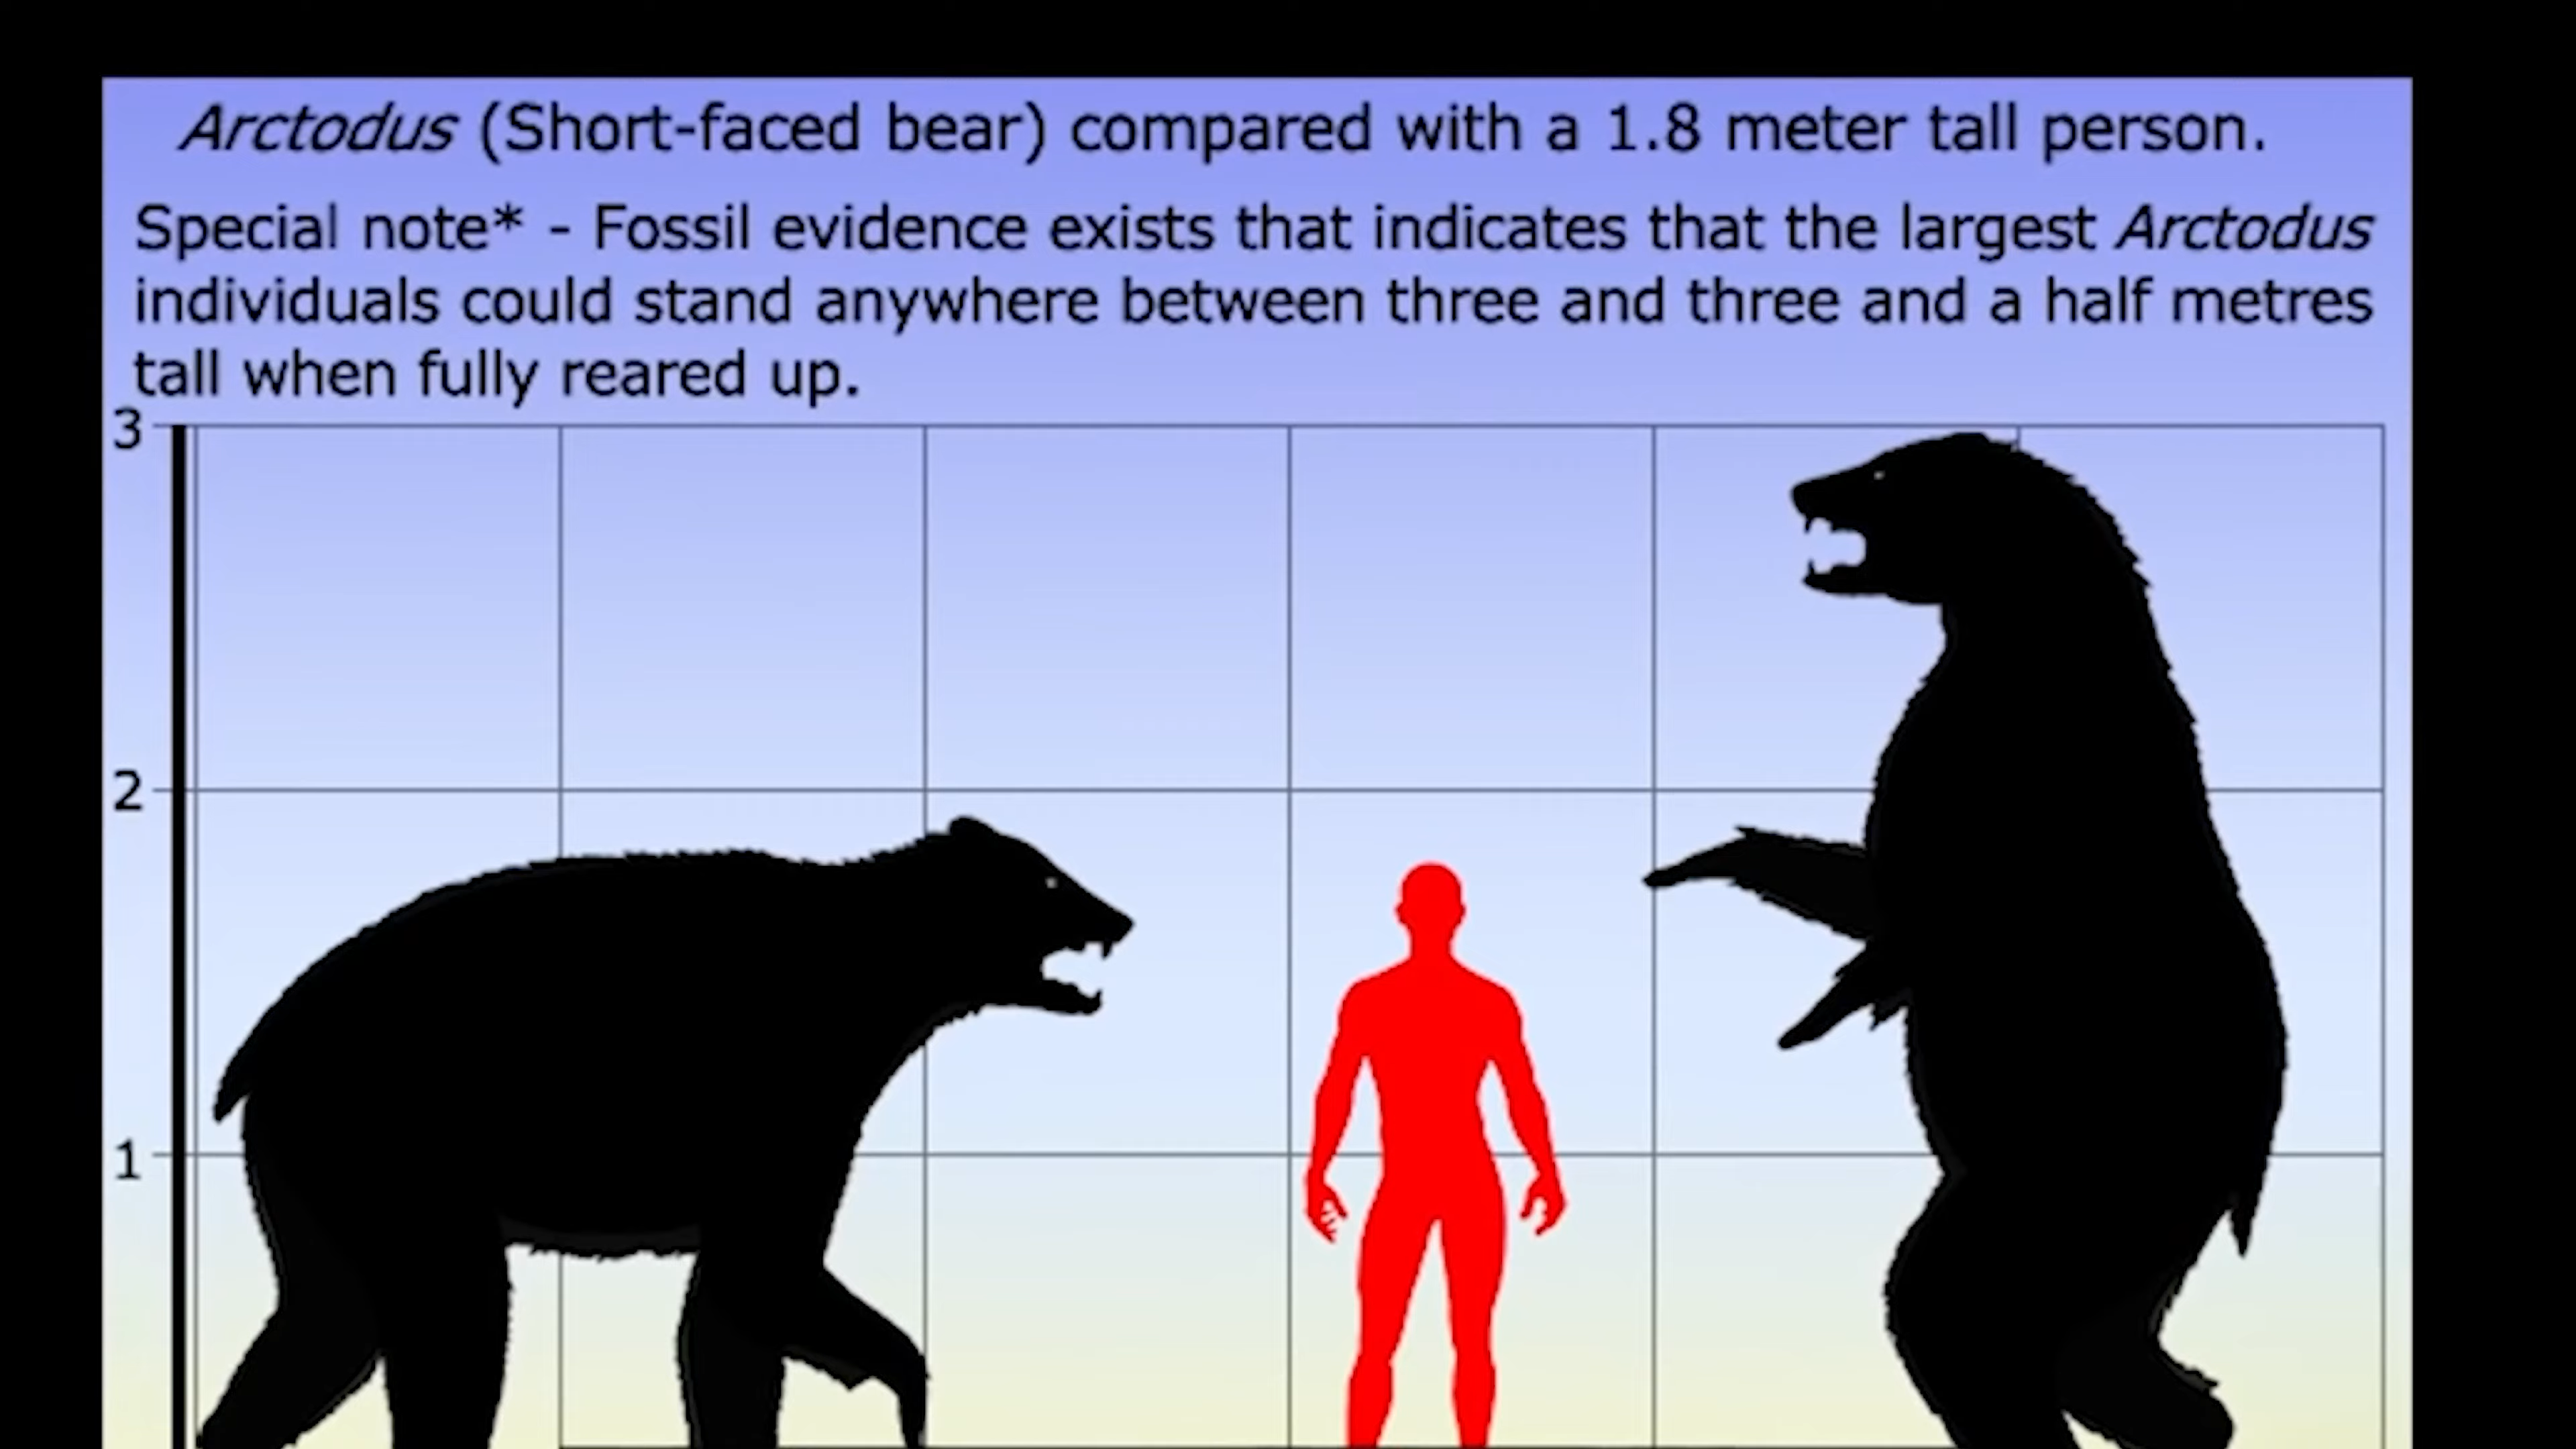 Arctodus (Short-faced bear) compared with a 1.8 meter tall person.
Special note* - Fossil evidence exists that indicates that the largest Arctodus
individuals could stand anywhere between three and three and a half metres
tall when fully reared up.
3
2
1